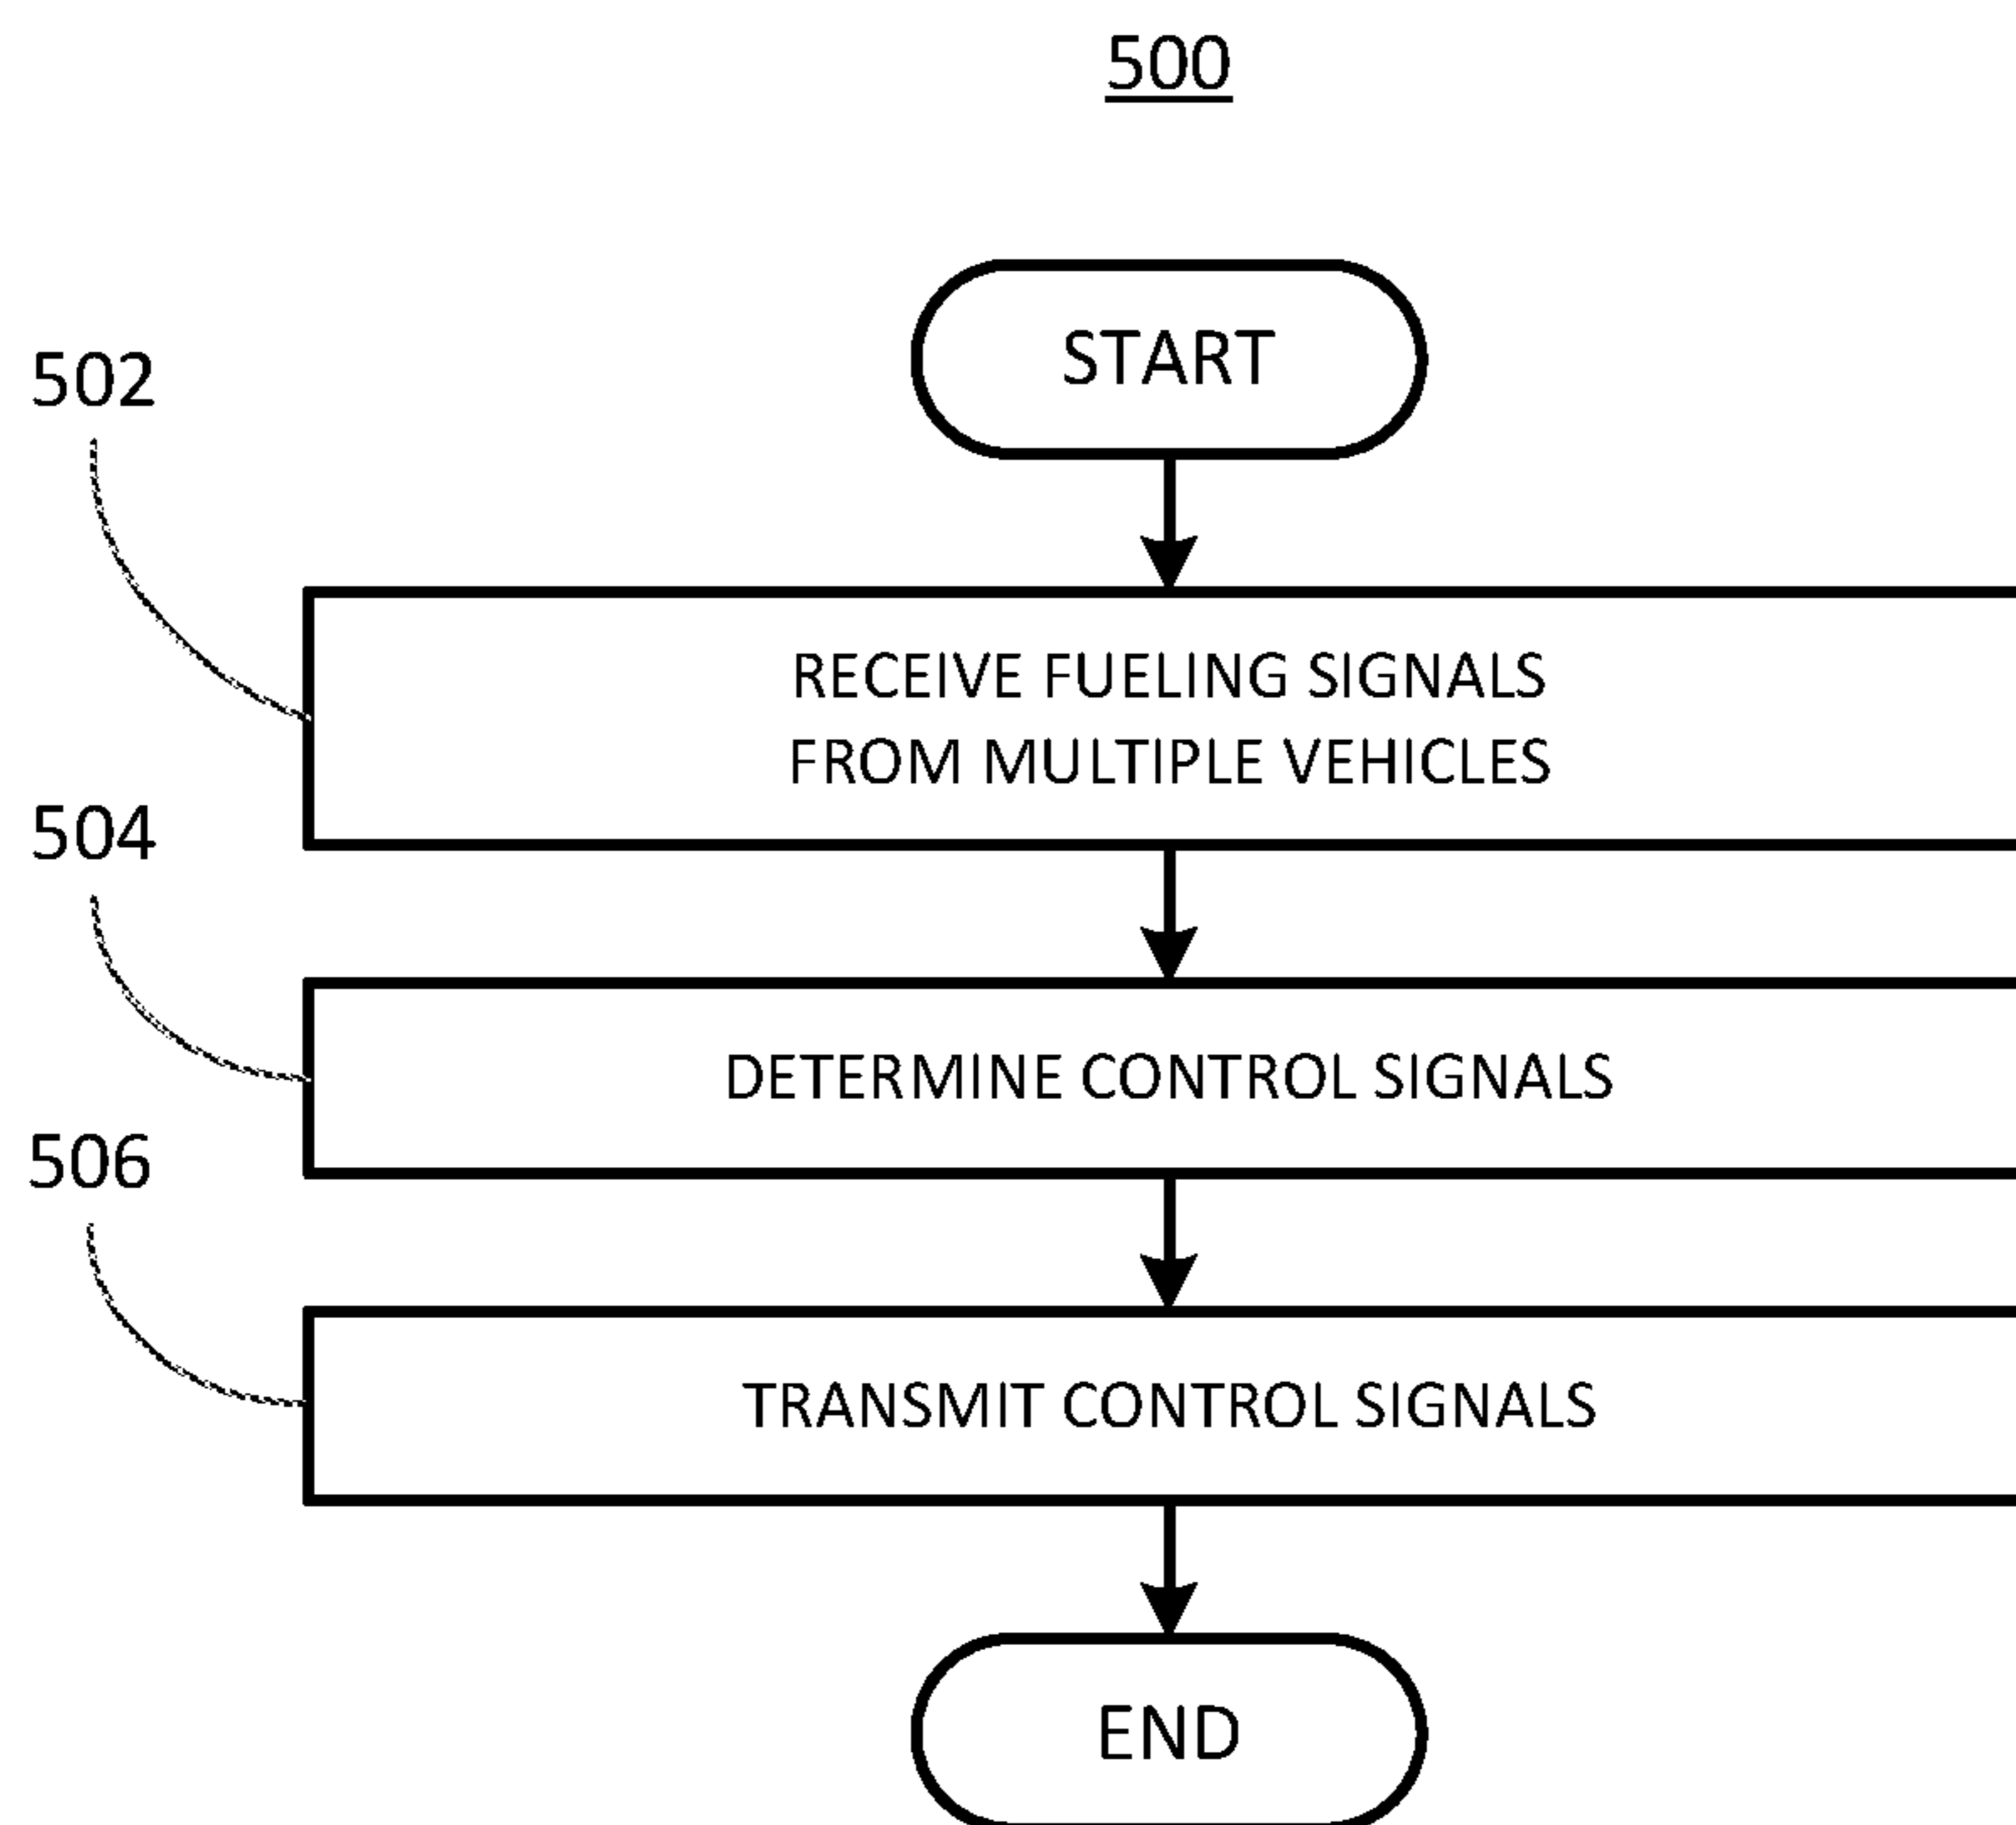 500
START
502
RECEIVE FUELING SIGNALS
FROM MULTIPLE VEHICLES
504
DETERMINE CONTROL SIGNALS
506
TRANSMIT CONTROL SIGNALS
END